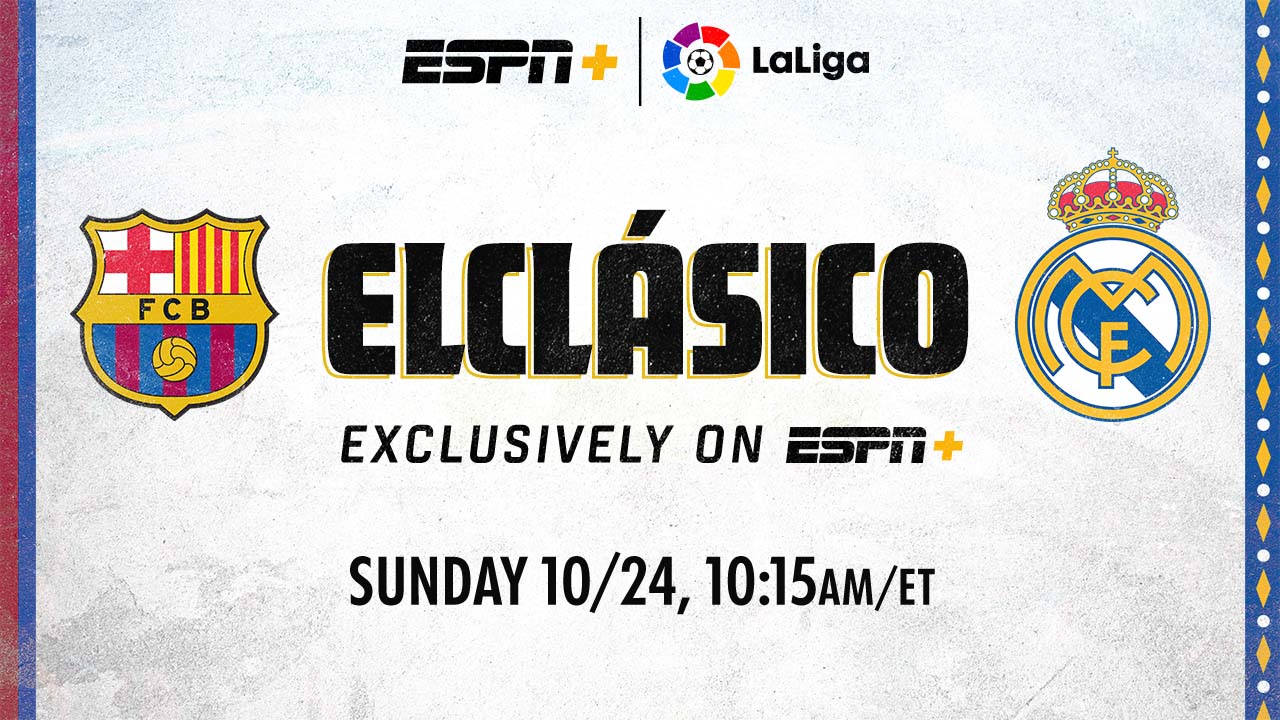 ESPN+ LaLiga
FCB
ELCLÁSICO
EXCLUSIVELY ON ESPN+
SUNDAY 10/24, 10:15AM/ET